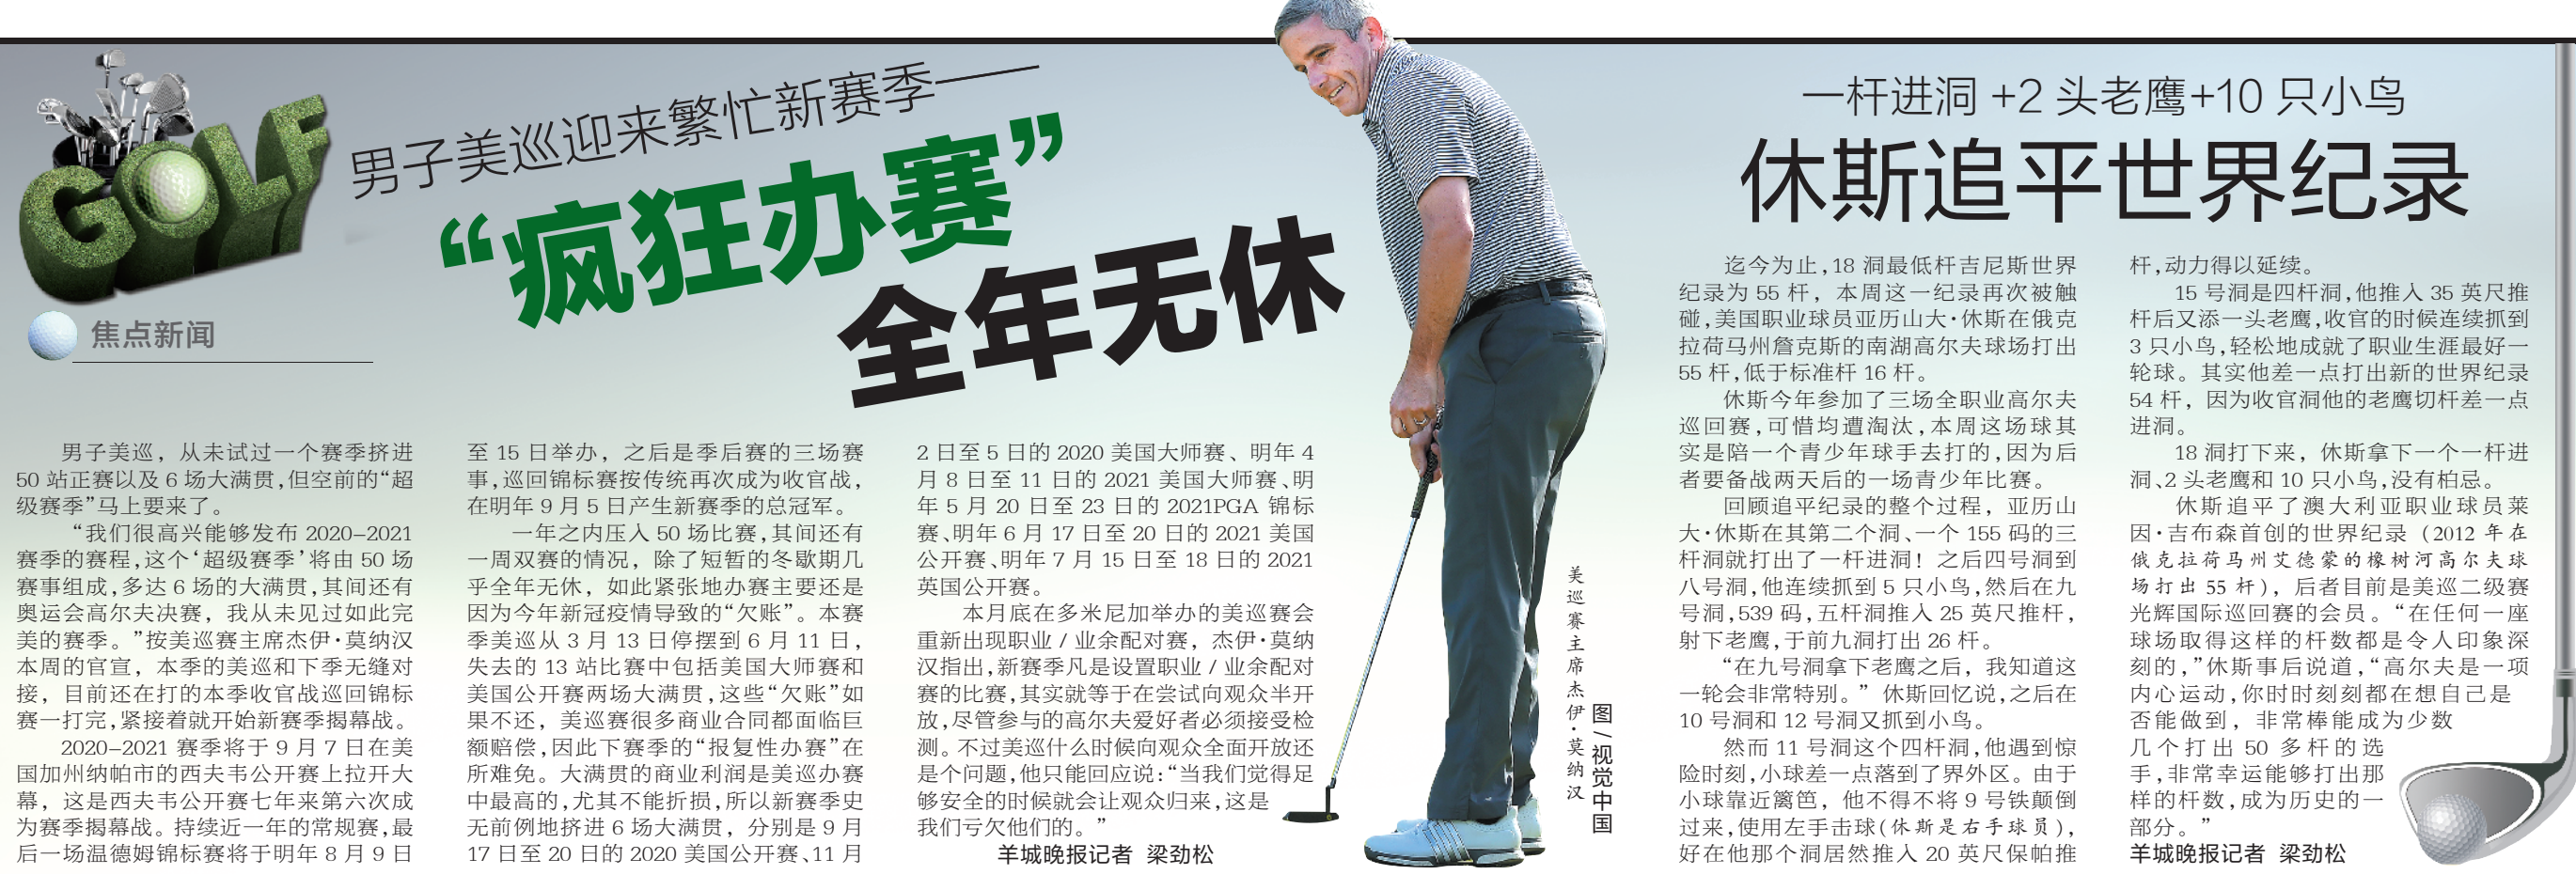 GOLF
焦点新闻
男子美巡迎来繁忙新赛季——
“疯狂办赛”
全年无休
男子美巡，从未试过一个赛季挤进
50 站正赛以及 6 场大满贯，但空前的“超
级赛季”马上要来了。
“我们很高兴能够发布 2020–2021
赛季的赛程，这个‘超级赛季’将由 50 场
赛事组成，多达 6 场的大满贯，其间还有
奥运会高尔夫决赛，我从未见过如此完
美的赛季。”按美巡赛主席杰伊·莫纳汉
本周的官宣，本季的美巡和下季无缝对
接，目前还在打的本季收官战巡回锦标
赛一打完，紧接着就开始新赛季揭幕战。
2020–2021 赛季将于 9 月 7 日在美
国加州纳帕市的西夫韦公开赛上拉开大
幕，这是西夫韦公开赛七年来第六次成
为赛季揭幕战。持续近一年的常规赛，最
后一场温德姆锦标赛将于明年 8 月 9 日
至 15 日举办，之后是季后赛的三场赛
事，巡回锦标赛按传统再次成为收官战，
在明年 9 月 5 日产生新赛季的总冠军。
一年之内压入 50 场比赛，其间还有
一周双赛的情况，除了短暂的冬歇期几
乎全年无休，如此紧张地办赛主要还是
因为今年新冠疫情导致的“欠账”。本赛
季美巡从 3 月 13 日停摆到 6 月 11 日，
失去的 13 站比赛中包括美国大师赛和
美国公开赛两场大满贯，这些“欠账”如
果不还，美巡赛很多商业合同都面临巨
额赔偿，因此下赛季的“报复性办赛”在
所难免。大满贯的商业利润是美巡办赛
中最高的，尤其不能折损，所以新赛季史
无前例地挤进 6 场大满贯，分别是 9 月
17 日至 20 日的 2020 美国公开赛、11 月
2 日至 5 日的 2020 美国大师赛、明年 4
月 8 日至 11 日的 2021 美国大师赛、明
年 5 月 20 日至 23 日的 2021PGA 锦标
赛、明年 6 月 17 日至 20 日的 2021 美国
公开赛、明年 7 月 15 日至 18 日的 2021
英国公开赛。
本月底在多米尼加举办的美巡赛会
重新出现职业 / 业余配对赛，杰伊·莫纳
汉指出，新赛季凡是设置职业 / 业余配对
赛的比赛，其实就等于在尝试向观众半开
放，尽管参与的高尔夫爱好者必须接受检
测。不过美巡什么时候向观众全面开放还
是个问题，他只能回应说：“当我们觉得足
够安全的时候就会让观众归来，这是
我们亏欠他们的。”
羊城晚报记者 梁劲松
美巡赛主席杰伊·莫纳汉
图/视觉中国
一杆进洞 +2 头老鹰+10 只小鸟
休斯追平世界纪录
迄今为止，18 洞最低杆吉尼斯世界
纪录为 55 杆，本周这一纪录再次被触
碰，美国职业球员亚历山大·休斯在俄克
拉荷马州詹克斯的南湖高尔夫球场打出
55 杆，低于标准杆 16 杆。
休斯今年参加了三场全职业高尔夫
巡回赛，可惜均遭淘汰，本周这场球其
实是陪一个青少年球手去打的，因为后
者要备战两天后的一场青少年比赛。
回顾追平纪录的整个过程，亚历山
大·休斯在其第二个洞、一个 155 码的三
杆洞就打出了一杆进洞！之后四号洞到
八号洞，他连续抓到 5 只小鸟，然后在九
号洞，539 码，五杆洞推入 25 英尺推杆，
射下老鹰，于前九洞打出 26 杆。
“在九号洞拿下老鹰之后，我知道这
一轮会非常特别。” 休斯回忆说，之后在
10 号洞和 12 号洞又抓到小鸟。
然而 11 号洞这个四杆洞，他遇到惊
险时刻，小球差一点落到了界外区。由于
小球靠近篱笆，他不得不将 9 号铁颠倒
过来，使用左手击球（休斯是右手球员），
好在他那个洞居然推入 20 英尺保帕推
杆，动力得以延续。
15 号洞是四杆洞，他推入 35 英尺推
杆后又添一头老鹰，收官的时候连续抓到
3 只小鸟，轻松地成就了职业生涯最好一
轮球。其实他差一点打出新的世界纪录
54 杆，因为收官洞他的老鹰切杆差一点
进洞。
18 洞打下来，休斯拿下一个一杆进
洞、2 头老鹰和 10 只小鸟，没有柏忌。
休斯追平了澳大利亚职业球员莱
因·吉布森首创的世界纪录（2012 年在
俄克拉荷马州艾德蒙的橡树河高尔夫球
场打出 55 杆），后者目前是美巡二级赛
光辉国际巡回赛的会员。“在任何一座
球场取得这样的杆数都是令人印象深
刻的，”休斯事后说道，“高尔夫是一项
内心运动，你时时刻刻都在想自己是
否能做到，非常棒能成为少数
几个打出 50 多杆的选
手，非常幸运能够打出那
样的杆数，成为历史的一
部分。”
羊城晚报记者 梁劲松